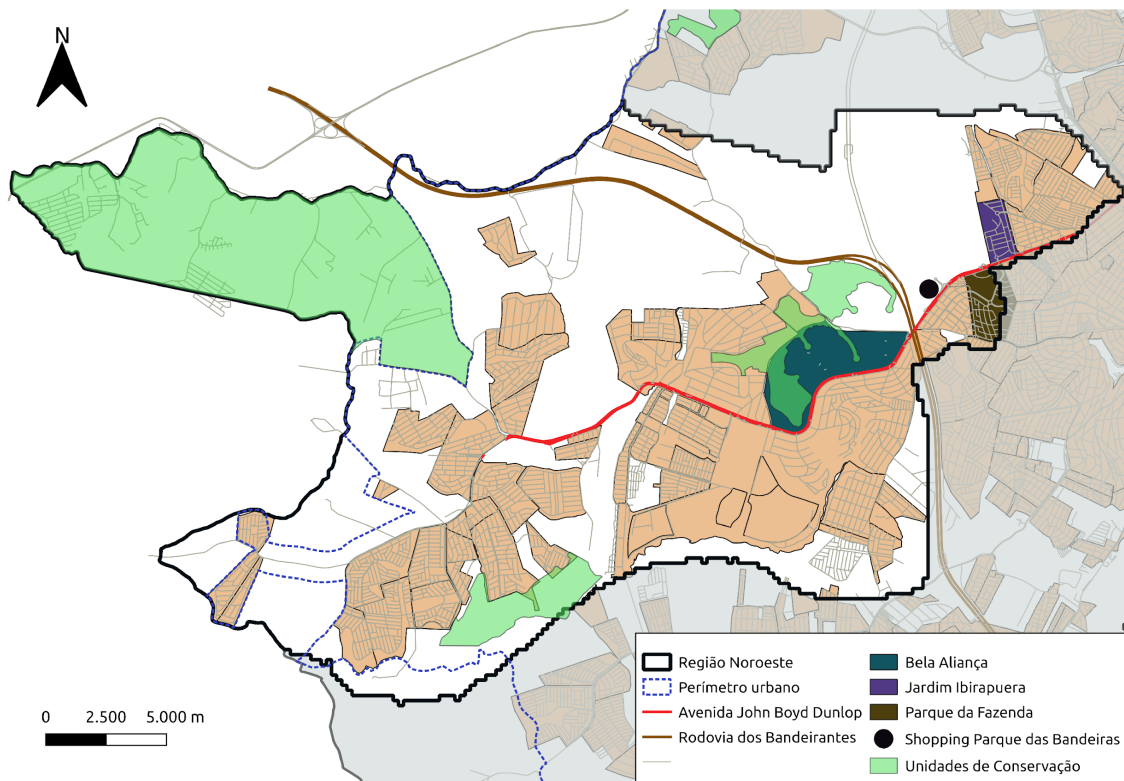 N
0 2.500 5.000 m
Região Noroeste
Perímetro urbano
Avenida John Boyd Dunlop
Rodovia dos Bandeirantes
Bela Aliança
Jardim Ibirapuera
Parque da Fazenda
Shopping Parque das Bandeiras
Unidades de Conservação